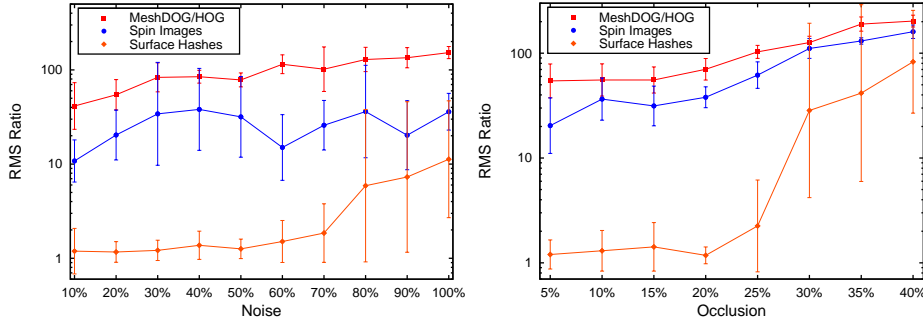 MeshDOG/HOG
Spin Images
Surface Hashes
RMS Ratio
100
10
1
10% 20% 30% 40% 50% 60% 70% 80% 90% 100%
Noise
MeshDOG/HOG
Spin Images
Surface Hashes
RMS Ratio
100
10
1
5% 10% 15% 20% 25% 30% 35% 40%
Occlusion